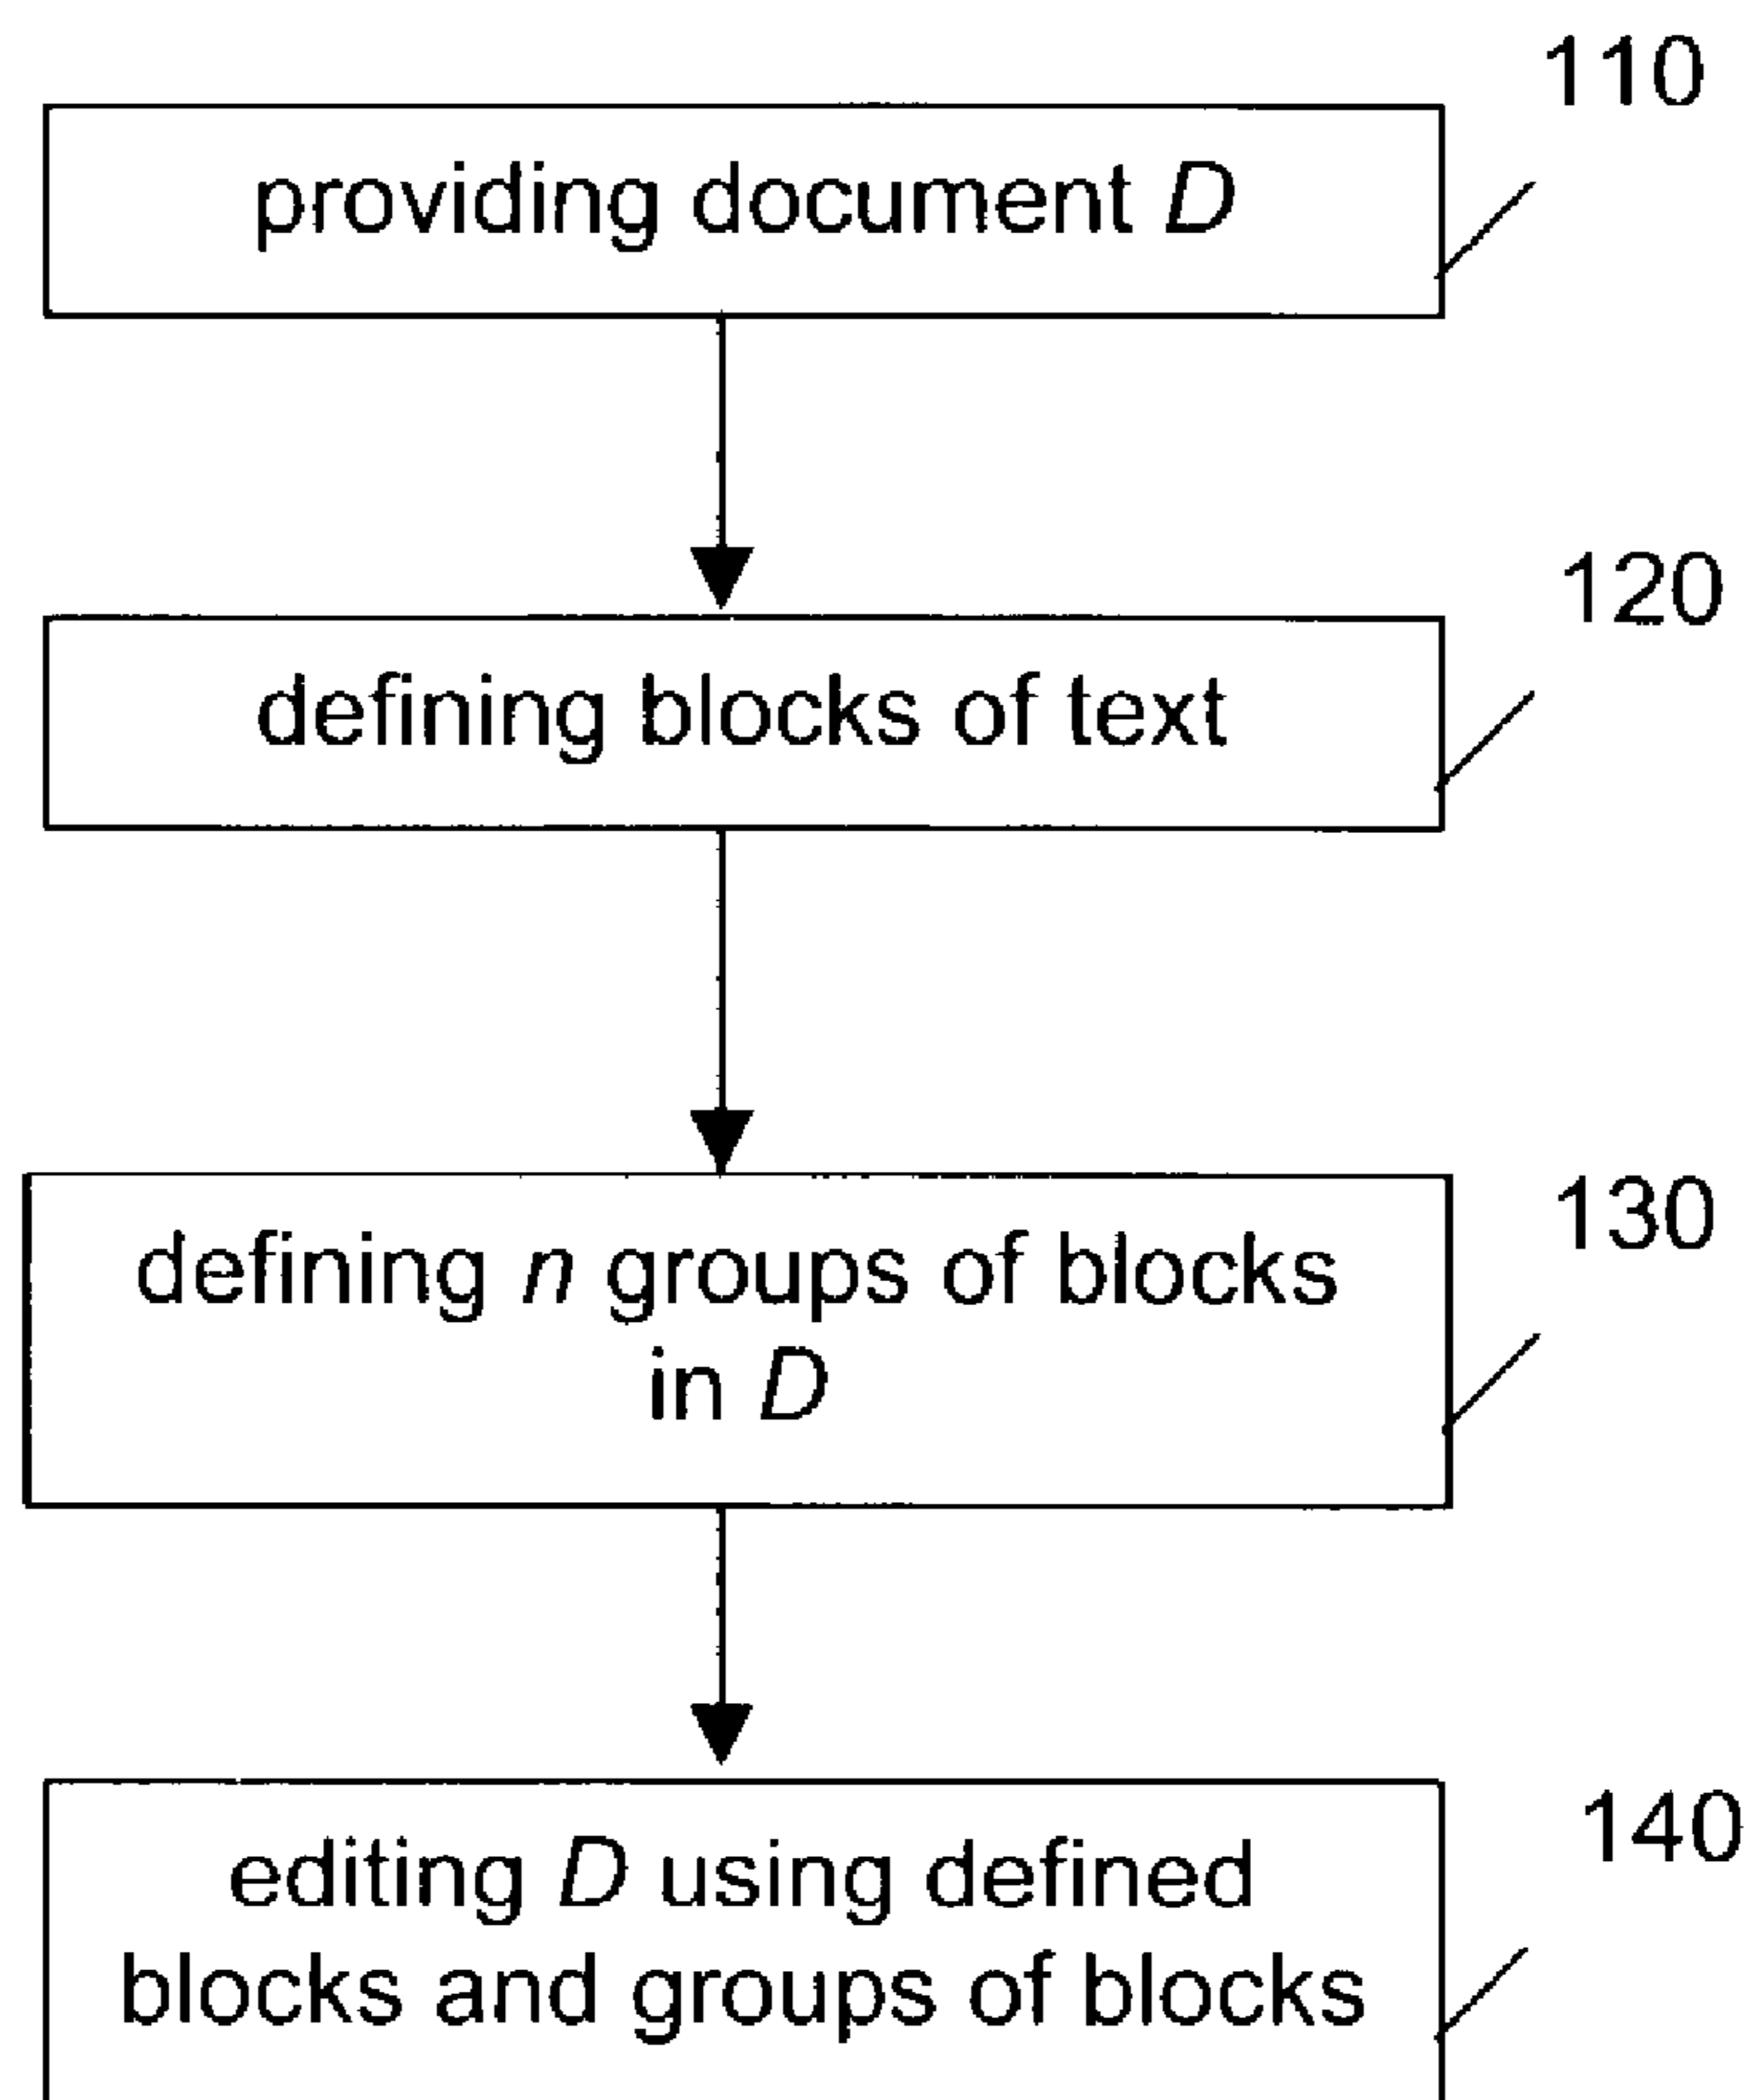 110
providing document D
120
defining blocks of text
130
defining n groups of blocks
in D
140
editing D using defined
blocks and groups of blocks